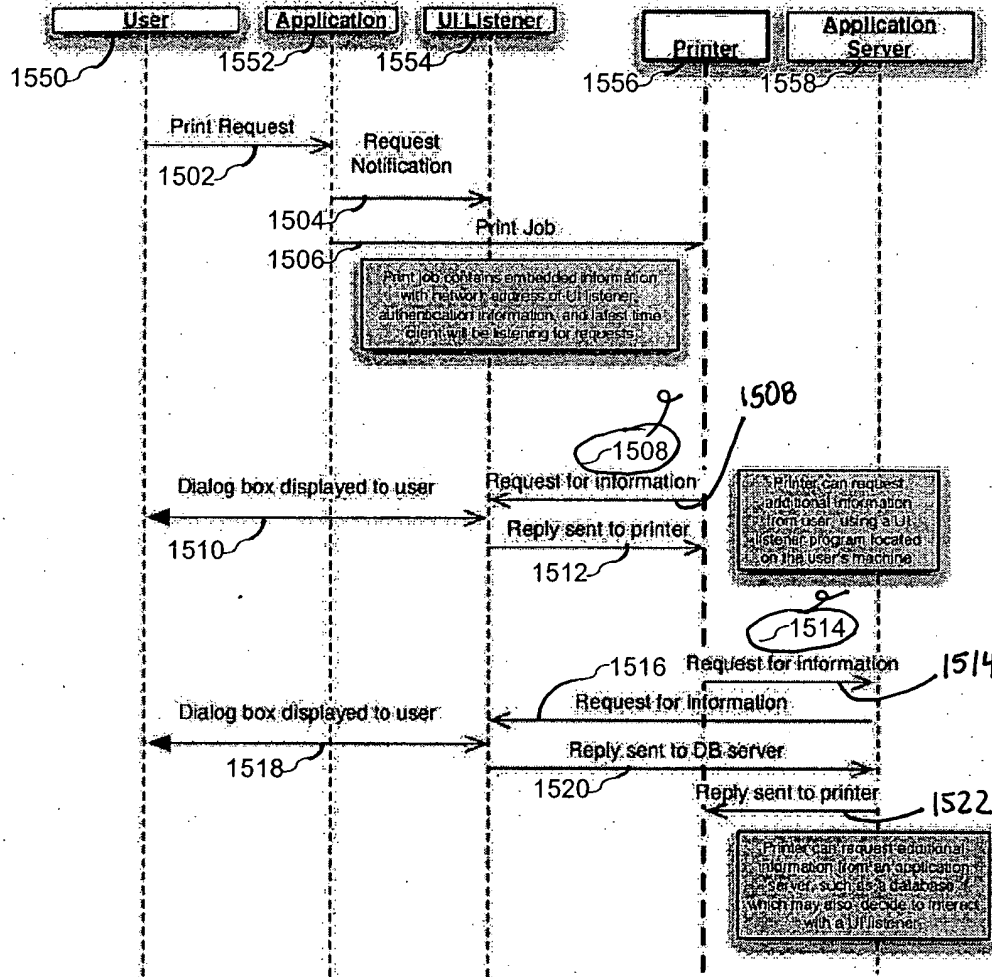 User
Application
UI Listener
Printer
Application
Server
1550
1552
1554
1556
1558
Print Request
1502
Request
Notification
1504
Print Job
1506
Print job contains embedded information
with network address of UI listener,
authentication information, and latest time
client will be listening for requests
1508
1508
Dialog box displayed to user
Request for information
1510
Reply sent to printer
1512
Printer can request
additional information
from user, using a UI
listener program located
on the user's machine
1514
1516
Request for information
1514
Request for information
Dialog box displayed to user
1518
Reply sent to DB server
1520
Reply sent to printer
1522
Printer can request additional
information from an application
server, such as a database,
which may also decide to interact
with a UI listener